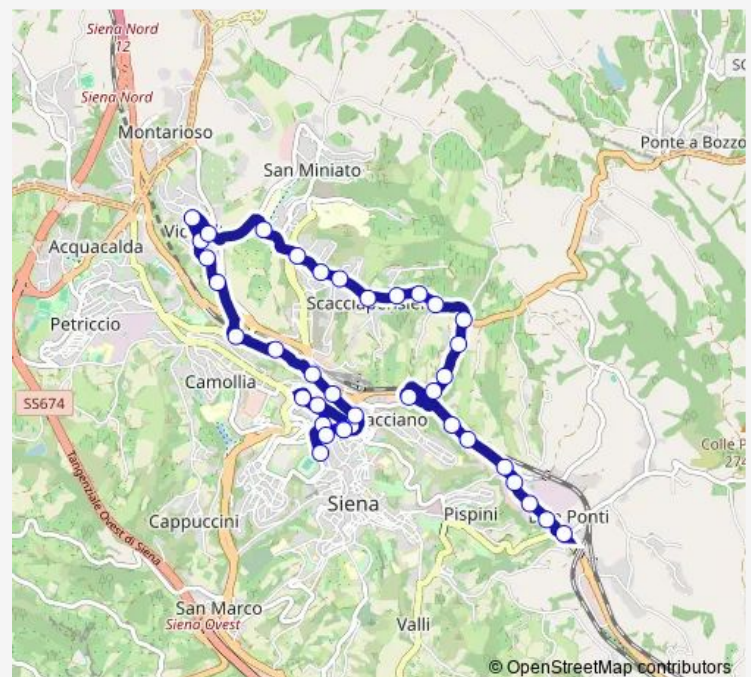 Siena Nord
12
Siena Nord
Montarioso
San Miniato
Ponte a Bozzo
SC
Vic
Acquacalda
Petriccio
Scacciapensieri
Camollia
SS674
acciano
Colle P
274
Siena
Pispini
Ponti
Cappuccini
Tangenziale Ovest di Siena
San Marco
Siena Ovest
Valli
© OpenStreetMap contributors